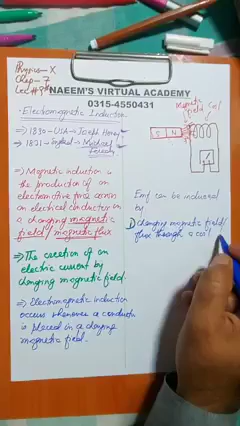 Physics - X
Chap - 7
Lec # 8
NAEEM'S VIRTUAL ACADEMY
0315-4550431
Electromagnetic Induction
⇒ 1830 - USA → Joseph Henry
⇒ 1821 - England → Michael
Faraday
⇒ Magnetic induction is
the production of an
electromotive force across
an electrical conductor in
a changing magnetic
field / magnetic flux
⇒ The creation of an
electric current by
changing magnetic field.
⇒ Electromagnetic induction
occurs whenever a conductor
is placed in a changing
magnetic field.
Magnetic
field
Coil
S N
Emf can be induced
by
1) Changing magnetic field/
flux through a coil